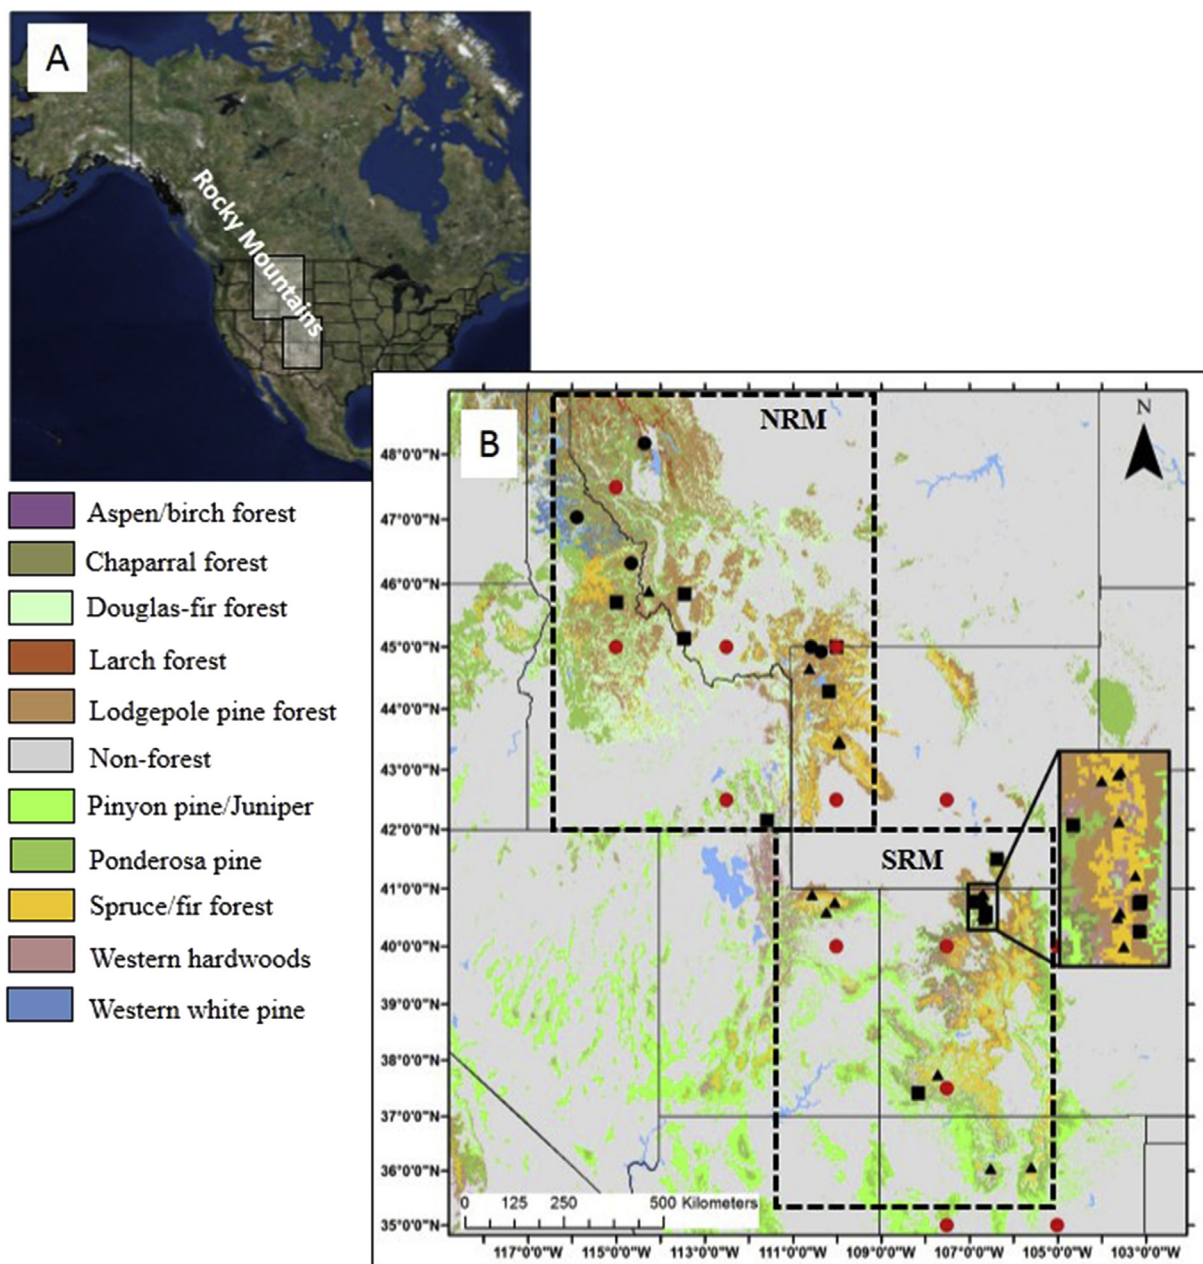 A
Rocky Mountains
Aspen/birch forest
Chaparral forest
Douglas-fir forest
Larch forest
Lodgepole pine forest
Non-forest
Pinyon pine/Juniper
Ponderosa pine
Spruce/fir forest
Western hardwoods
Western white pine
B
NRM
N
SRM
48°0'0"N
47°0'0"N
46°0'0"N
45°0'0"N
44°0'0"N
43°0'0"N
42°0'0"N
41°0'0"N
40°0'0"N
39°0'0"N
38°0'0"N
37°0'0"N
36°0'0"N
35°0'0"N
0 125 250 500 Kilometers
117°0'0"W 115°0'0"W 113°0'0"W 111°0'0"W 109°0'0"W 107°0'0"W 105°0'0"W 103°0'0"W